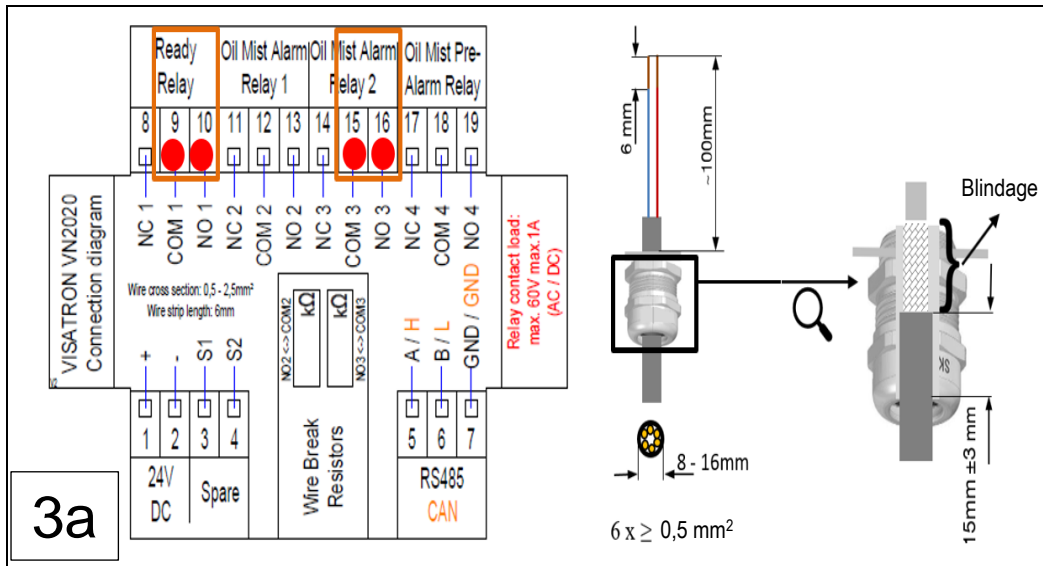 Ready
Relay
Oil Mist Alarm
Relay 1
Oil Mist Alarm
Relay 2
Oil Mist Pre-
Alarm Relay
8 9 10 11 12 13 14 15 16 17 18 19
NC 1
COM 1
NO 1
NC 2
COM 2
NO 2
NC 3
COM 3
NO 3
NC 4
COM 4
NO 4
VISATRON VN2020
Connection diagram
V2
Wire cross section: 0,5 - 2,5mm²
Wire strip length: 6mm
+
-
S1
S2
NO2 <-> COM2
kΩ
kΩ
NO3 <-> COM3
A / H
B / L
GND / GND
Relay contact load:
max. 60V max.1A
(AC / DC)
1 2 3 4
24V
DC
Spare
Wire Break
Resistors
5 6 7
RS485
CAN
3a
6 mm
~100mm
8 - 16mm
6 x ≥ 0,5 mm²
Blindage
SK
15mm ±3 mm